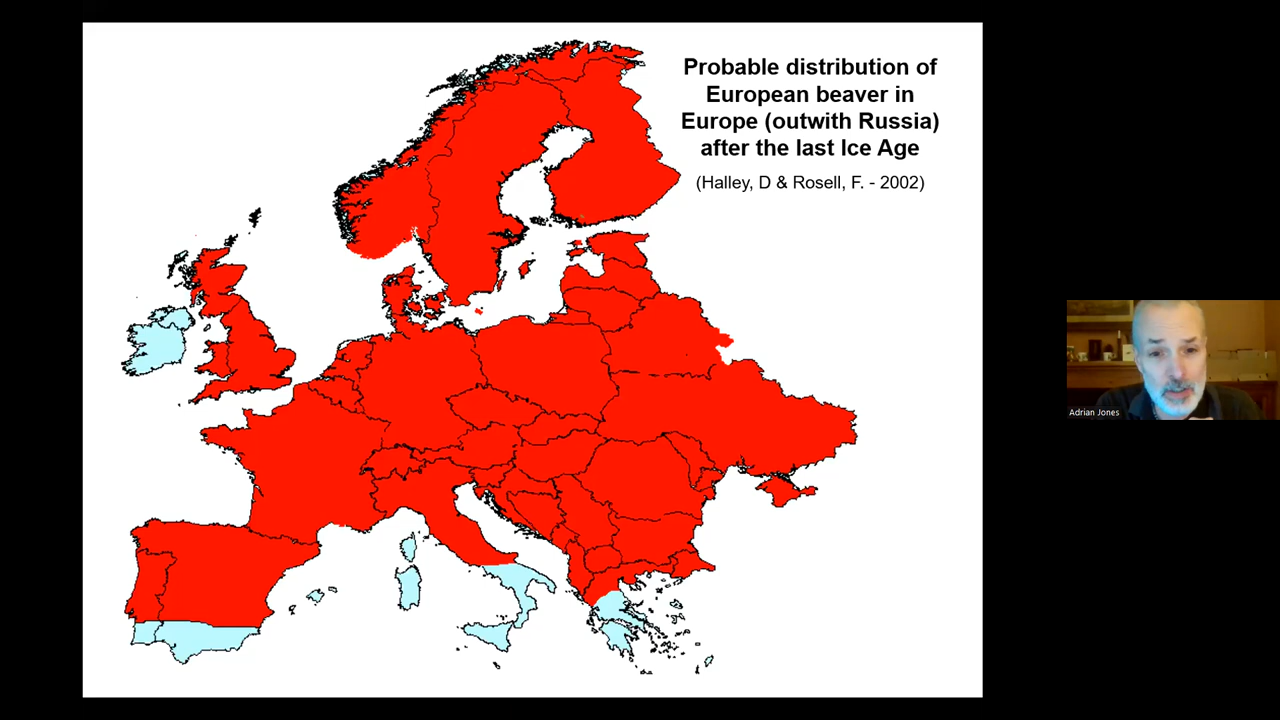 Probable distribution of
European beaver in
Europe (outwith Russia)
after the last Ice Age
(Halley, D & Rosell, F. - 2002)
Adrian Jones